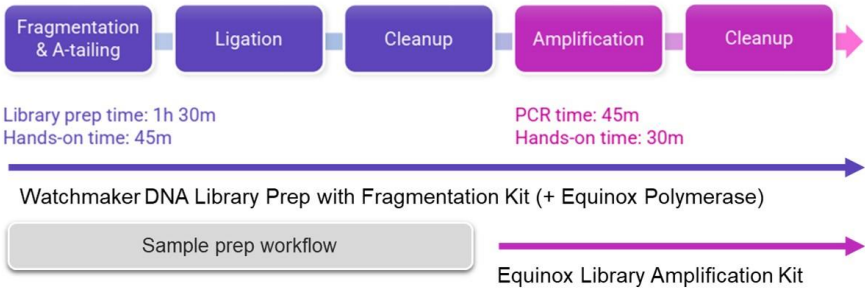 Fragmentation
& A-tailing
Ligation
Cleanup
Amplification
Cleanup
Library prep time: 1h 30m
Hands-on time: 45m
PCR time: 45m
Hands-on time: 30m
Watchmaker DNA Library Prep with Fragmentation Kit (+ Equinox Polymerase)
Sample prep workflow
Equinox Library Amplification Kit